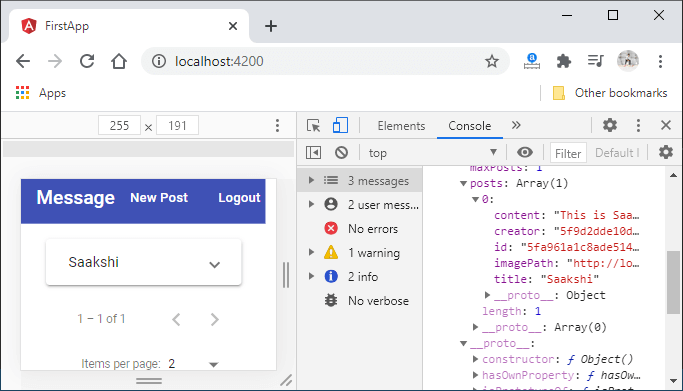 FirstApp
localhost:4200
Apps
Other bookmarks
255 × 191
Elements Console
top Filter Default l
Message New Post Logout
Saakshi
1 – 1 of 1
Items per page: 2
3 messages
2 user mess...
No errors
1 warning
2 info
No verbose
maxPosts: 1
posts: Array(1)
0:
content: "This is Saa…
creator: "5f9d2dde10d…
id: "5fa961a1c8ade514…
imagePath: "http://lo…
title: "Saakshi"
__proto__: Object
length: 1
__proto__: Array(0)
__proto__:
constructor: ƒ Object()
hasOwnProperty: ƒ hasOw…